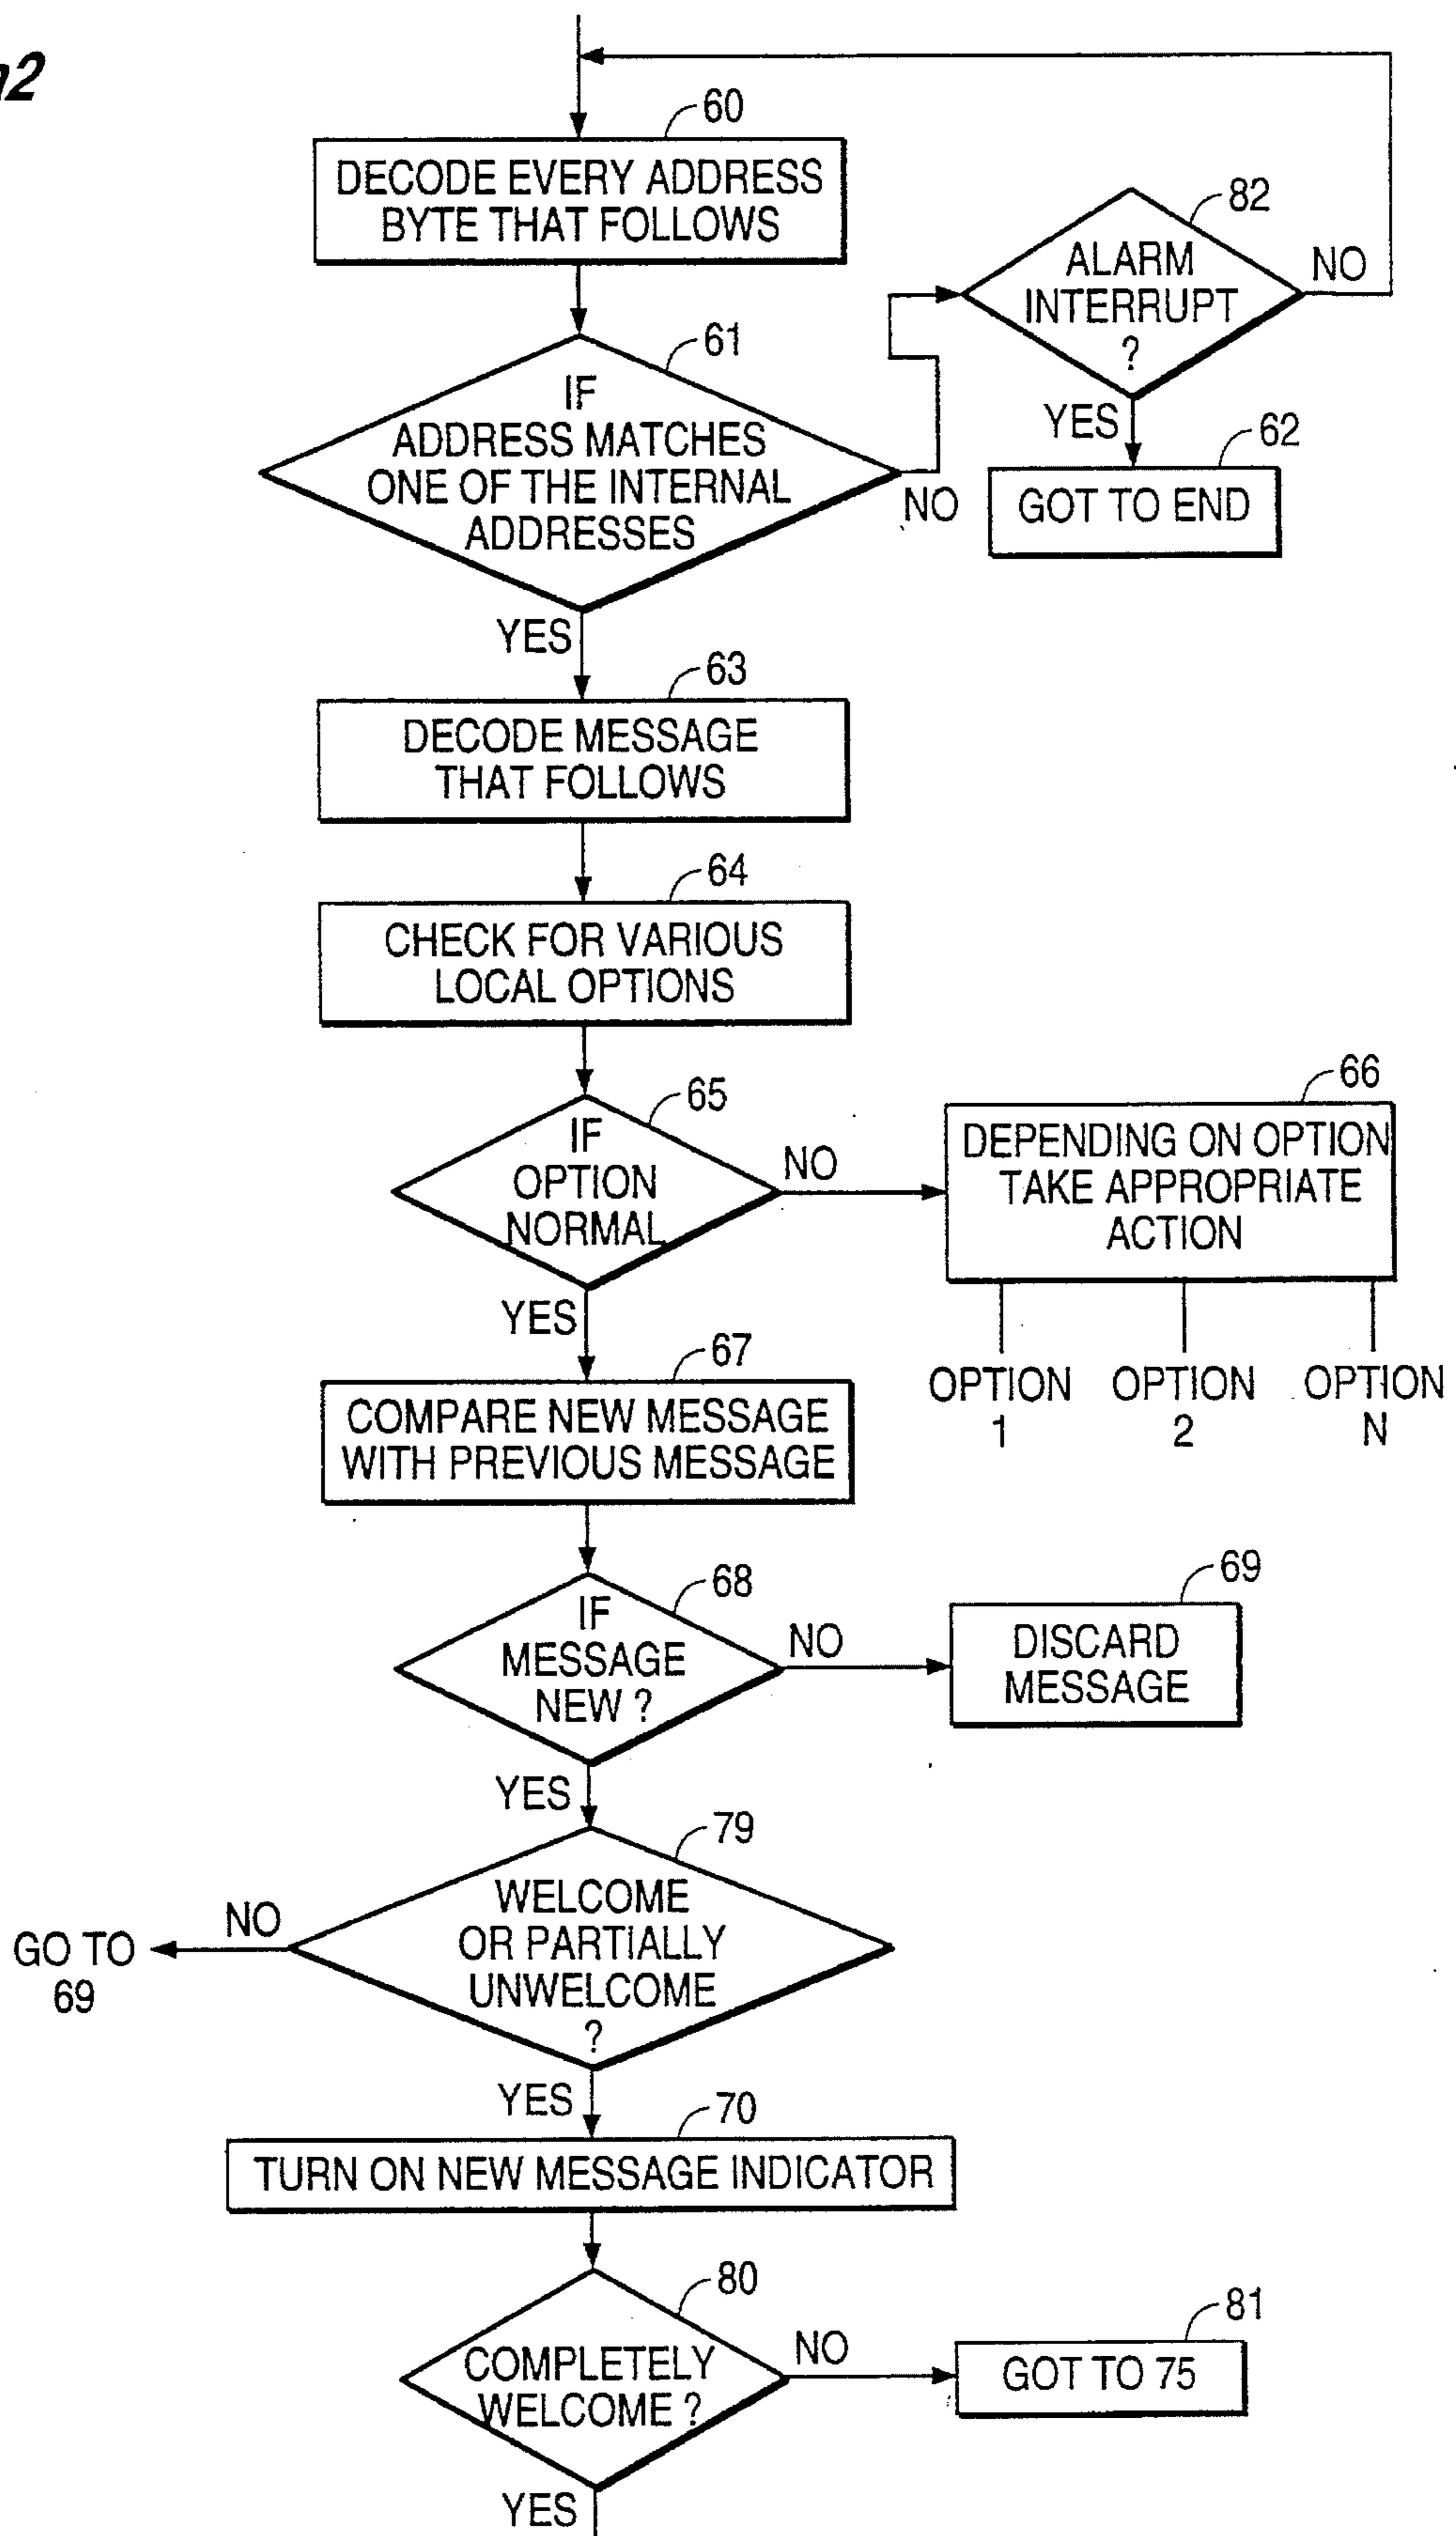 60
DECODE EVERY ADDRESS
BYTE THAT FOLLOWS
82
ALARM
INTERRUPT
?
NO
YES
62
GOT TO END
61
IF
ADDRESS MATCHES
ONE OF THE INTERNAL
ADDRESSES
NO
YES
63
DECODE MESSAGE
THAT FOLLOWS
64
CHECK FOR VARIOUS
LOCAL OPTIONS
65
IF
OPTION
NORMAL
NO
66
DEPENDING ON OPTION
TAKE APPROPRIATE
ACTION
OPTION
1
OPTION
2
OPTION
N
YES
67
COMPARE NEW MESSAGE
WITH PREVIOUS MESSAGE
68
IF
MESSAGE
NEW ?
NO
69
DISCARD
MESSAGE
YES
79
WELCOME
OR PARTIALLY
UNWELCOME
?
NO
GO TO
69
YES
70
TURN ON NEW MESSAGE INDICATOR
80
COMPLETELY
WELCOME ?
NO
81
GOT TO 75
YES